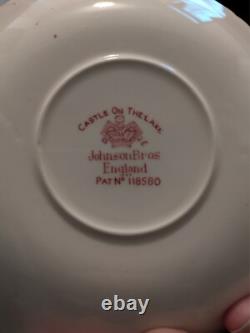 CASTLE ON THE LAKE
Johnson Bros
England
PAT Nº 118580